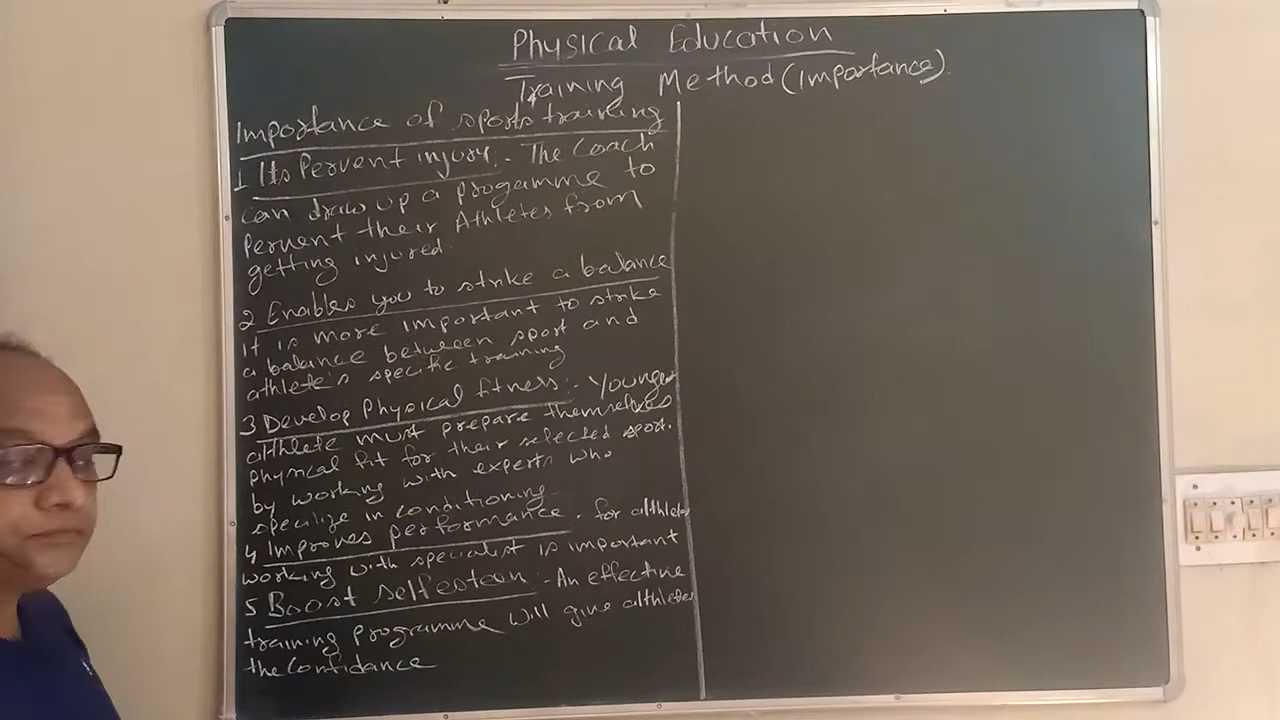 Physical Education
Training Method (Importance).
Importance of sports training
1 Its Pervent injury:- The Coach
can draw up a progamme to
pervent their Athletes from
getting injured.
2 Enables you to strike a balance
it is more important to strike
a balance between sport and
athlete's specific training
3 Develop Physical fitness:- Younger
althlete must prepare themselves
physical fit for their selected sport.
by working with experts who
specilize in conditioning
4 Improves performance. for althletes
working with specialist is important
5 Boost Selfesteem:- An effective
training programme will give althletes
the Confidance